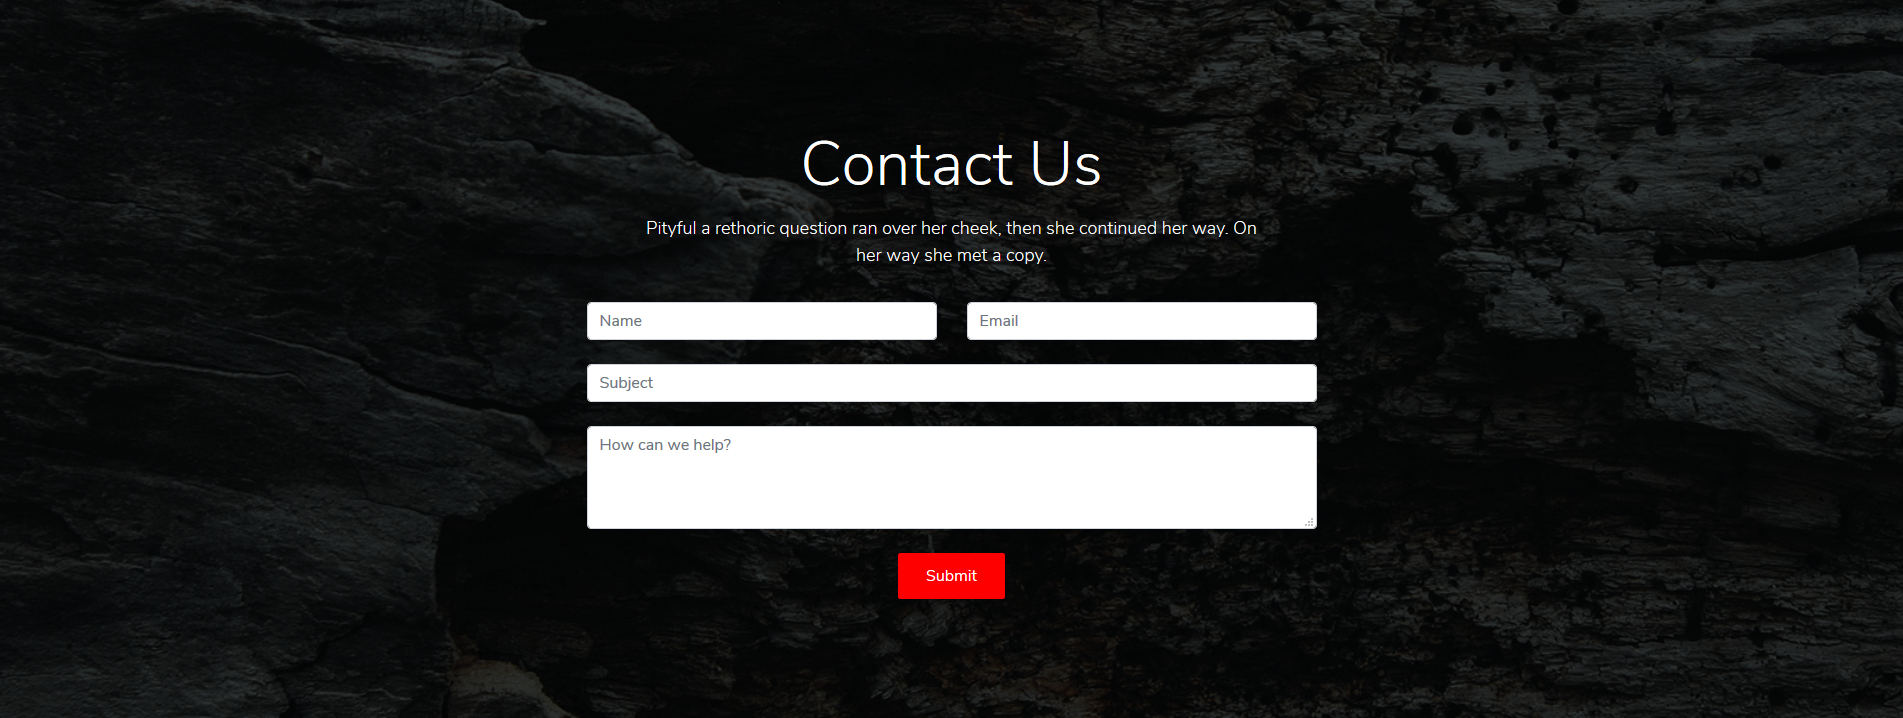 Contact Us
Pityful a rethoric question ran over her cheek, then she continued her way. On
her way she met a copy.
Name
Email
Subject
How can we help?
Submit